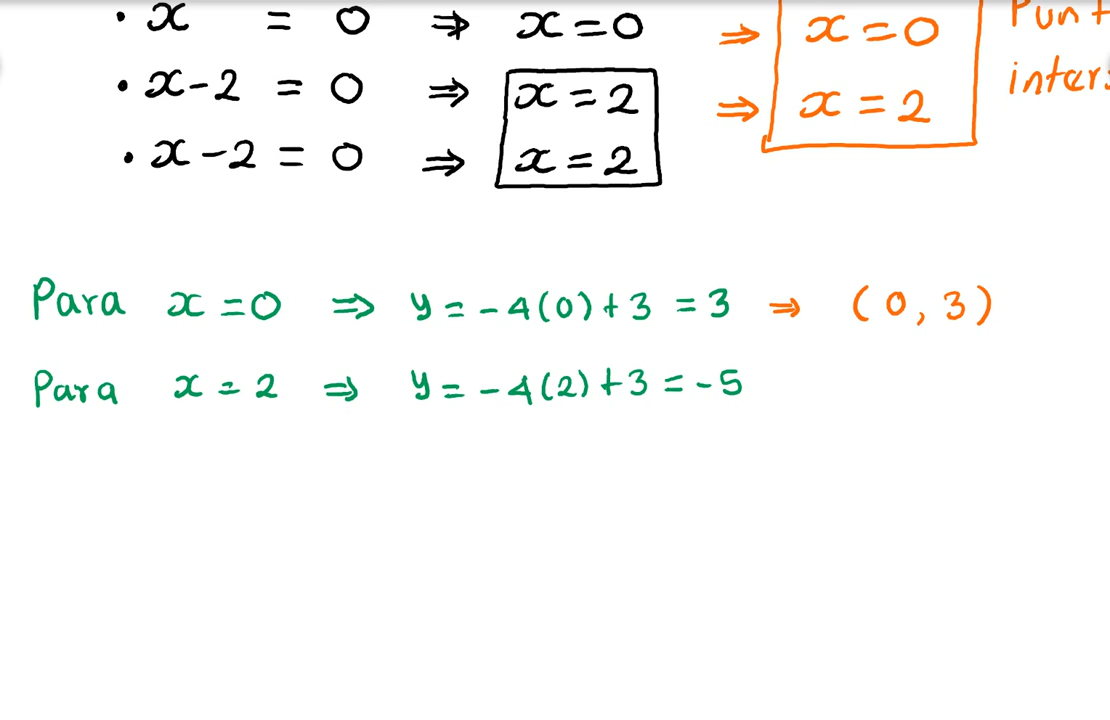 · x = 0 ⇒ x=0 ⇒ x=0
· x-2 = 0 ⇒ x=2 ⇒ x=2
· x-2 = 0 ⇒ x=2
Para x=0 ⇒ y=-4(0)+3 =3 ⇒ (0,3)
Para x=2 ⇒ y=-4(2)+3=-5